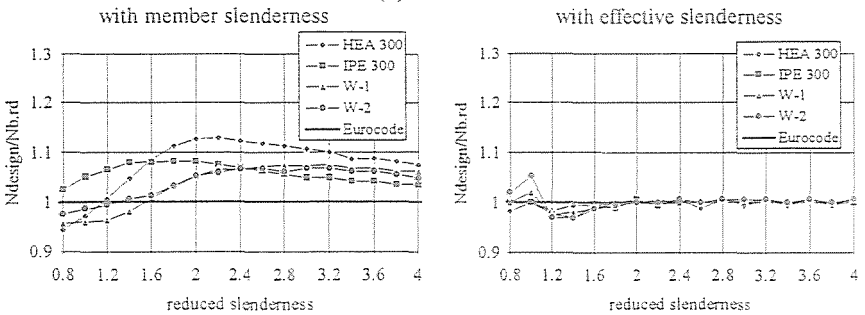 with member slenderness
1.3
1.2
1.1
1
0.9
Ndesign/Nb.rd
HEA 300
IPE 300
W-1
W-2
Eurocode
0.8 1.2 1.6 2 2.4 2.8 3.2 3.6 4
reduced slenderness
with effective slenderness
1.3
1.2
1.1
1
0.9
Ndesign/Nb.rd
HEA 300
IPE 300
W-1
W-2
Eurocode
0.8 1.2 1.6 2 2.4 2.8 3.2 3.6 4
reduced slenderness